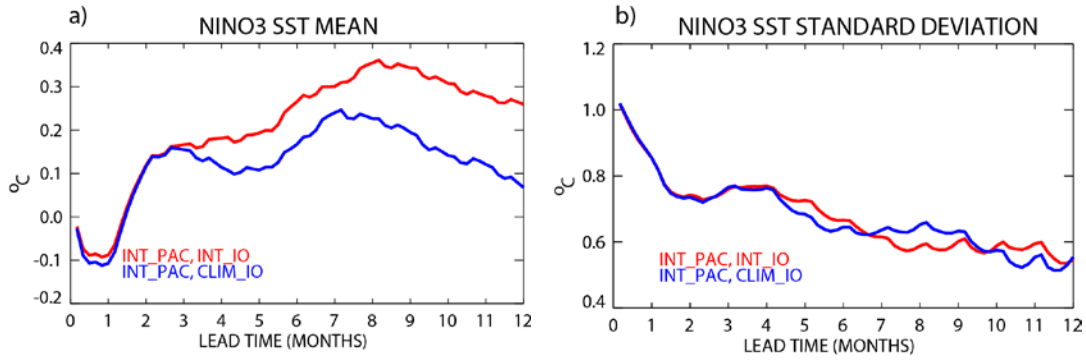 a)
NINO3 SST MEAN
0.4
0.3
0.2
0.1
0.0
-0.1
-0.2
°C
INT_PAC, INT_IO
INT_PAC, CLIM_IO
0 1 2 3 4 5 6 7 8 9 10 11 12
LEAD TIME (MONTHS)
b)
NINO3 SST STANDARD DEVIATION
1.2
1.0
0.8
0.6
0.4
°C
INT_PAC, INT_IO
INT_PAC, CLIM_IO
0 1 2 3 4 5 6 7 8 9 10 11 12
LEAD TIME (MONTHS)